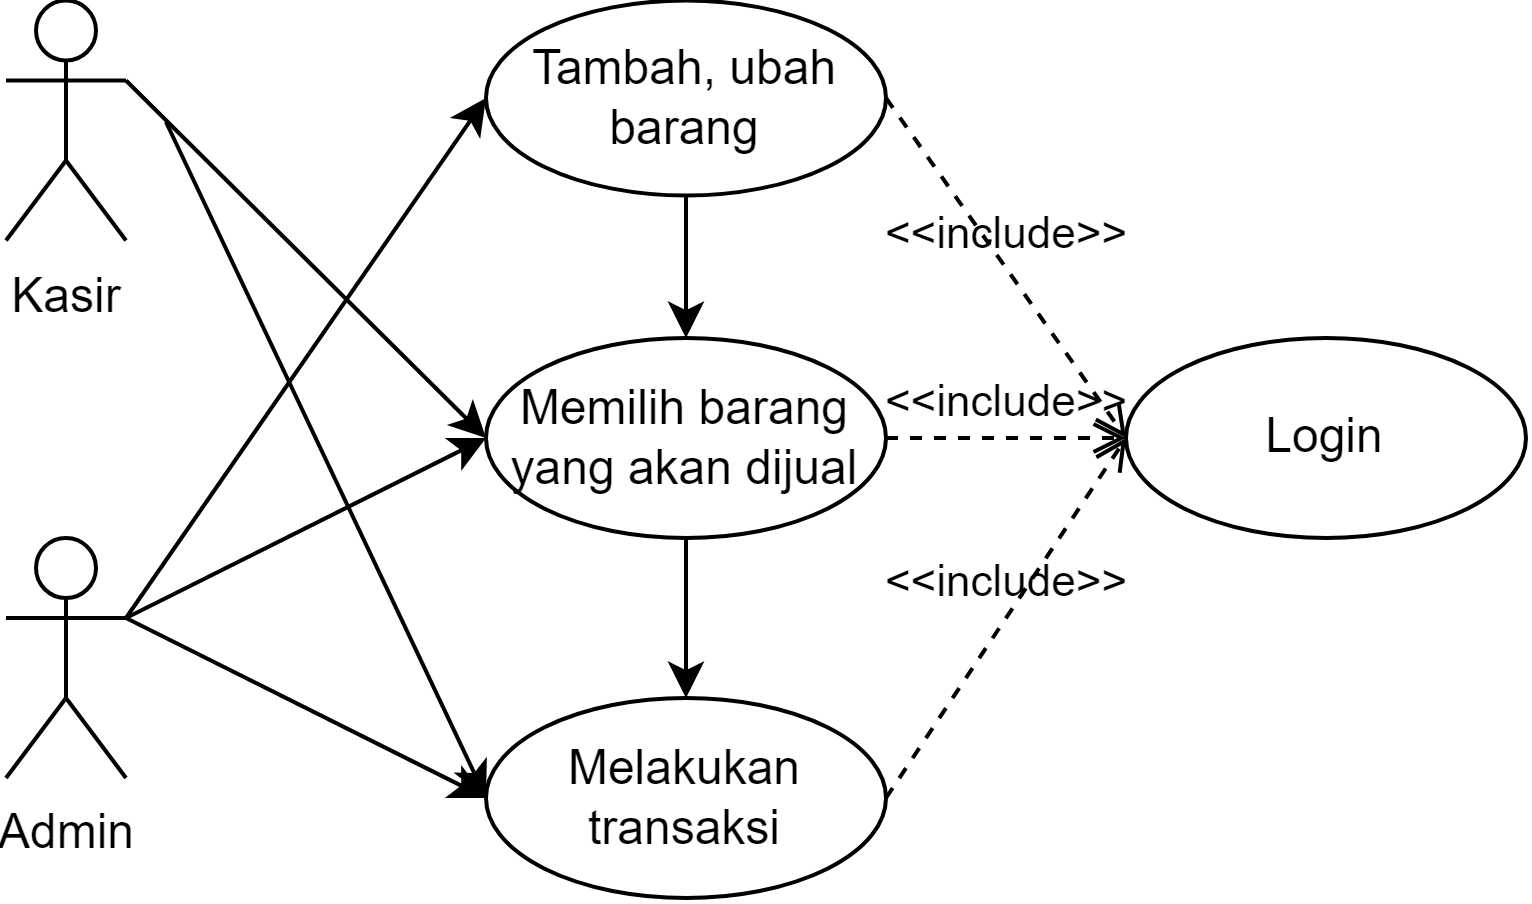 Tambah, ubah
barang
<<include>>
Kasir
Memilih barang
yang akan dijual
<<include>>
Login
<<include>>
Melakukan
transaksi
Admin